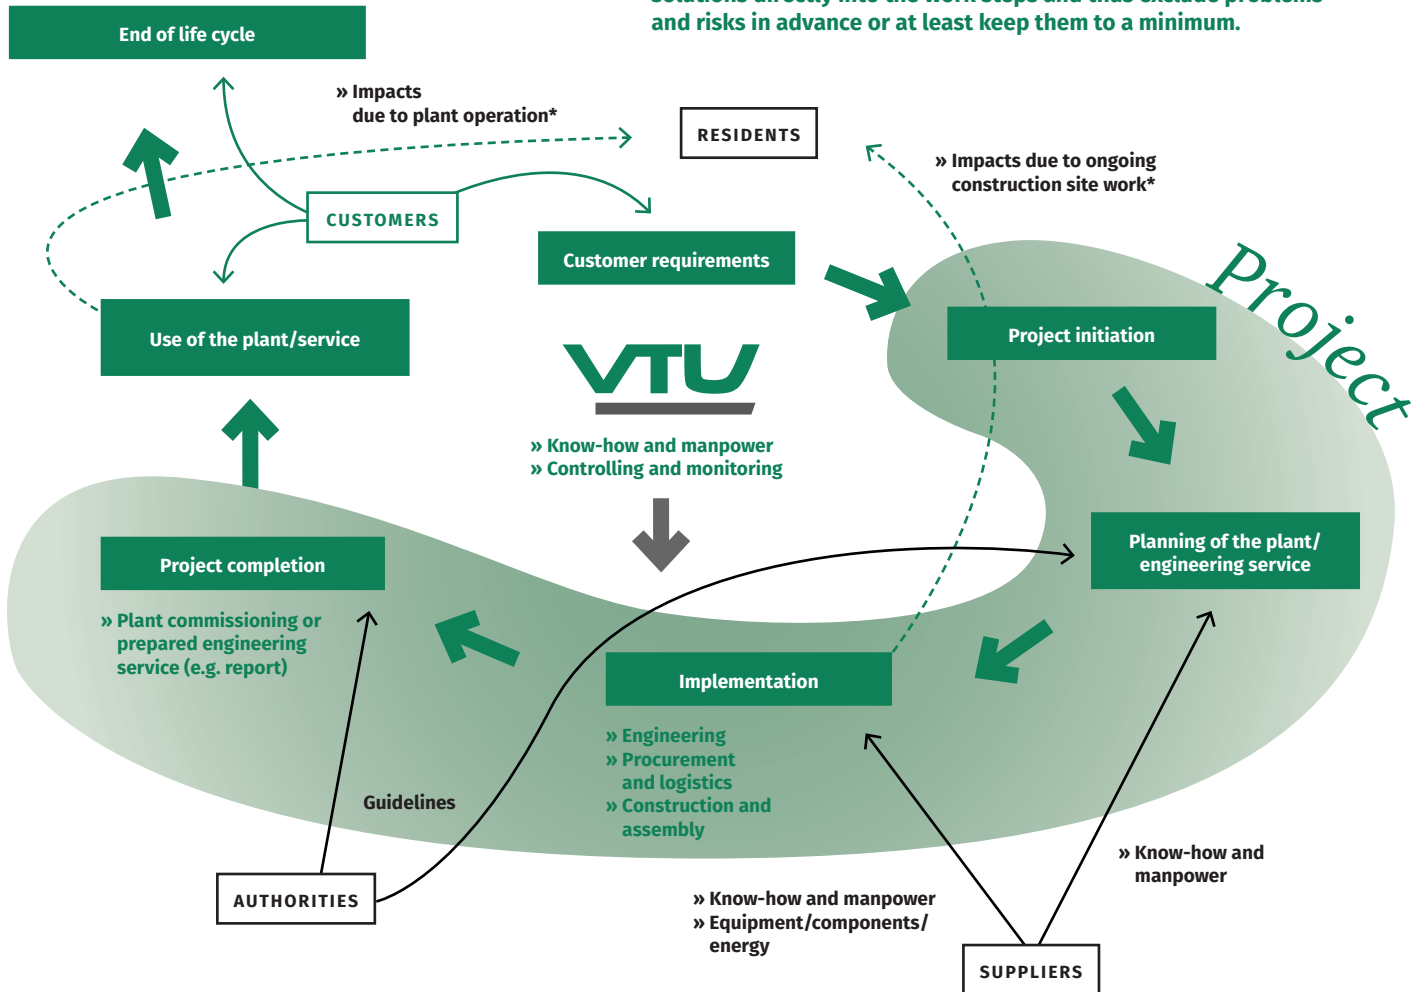 and risks in advance or at least keep them to a minimum.
End of life cycle
» Impacts
due to plant operation*
RESIDENTS
» Impacts due to ongoing
construction site work*
CUSTOMERS
Customer requirements
Project
Use of the plant/service
Project initiation
VTU
» Know-how and manpower
» Controlling and monitoring
Planning of the plant/
engineering service
Project completion
» Plant commissioning or
prepared engineering
service (e.g. report)
Implementation
» Engineering
» Procurement
and logistics
» Construction and
assembly
Guidelines
» Know-how and
manpower
AUTHORITIES
» Know-how and manpower
» Equipment/components/
energy
SUPPLIERS